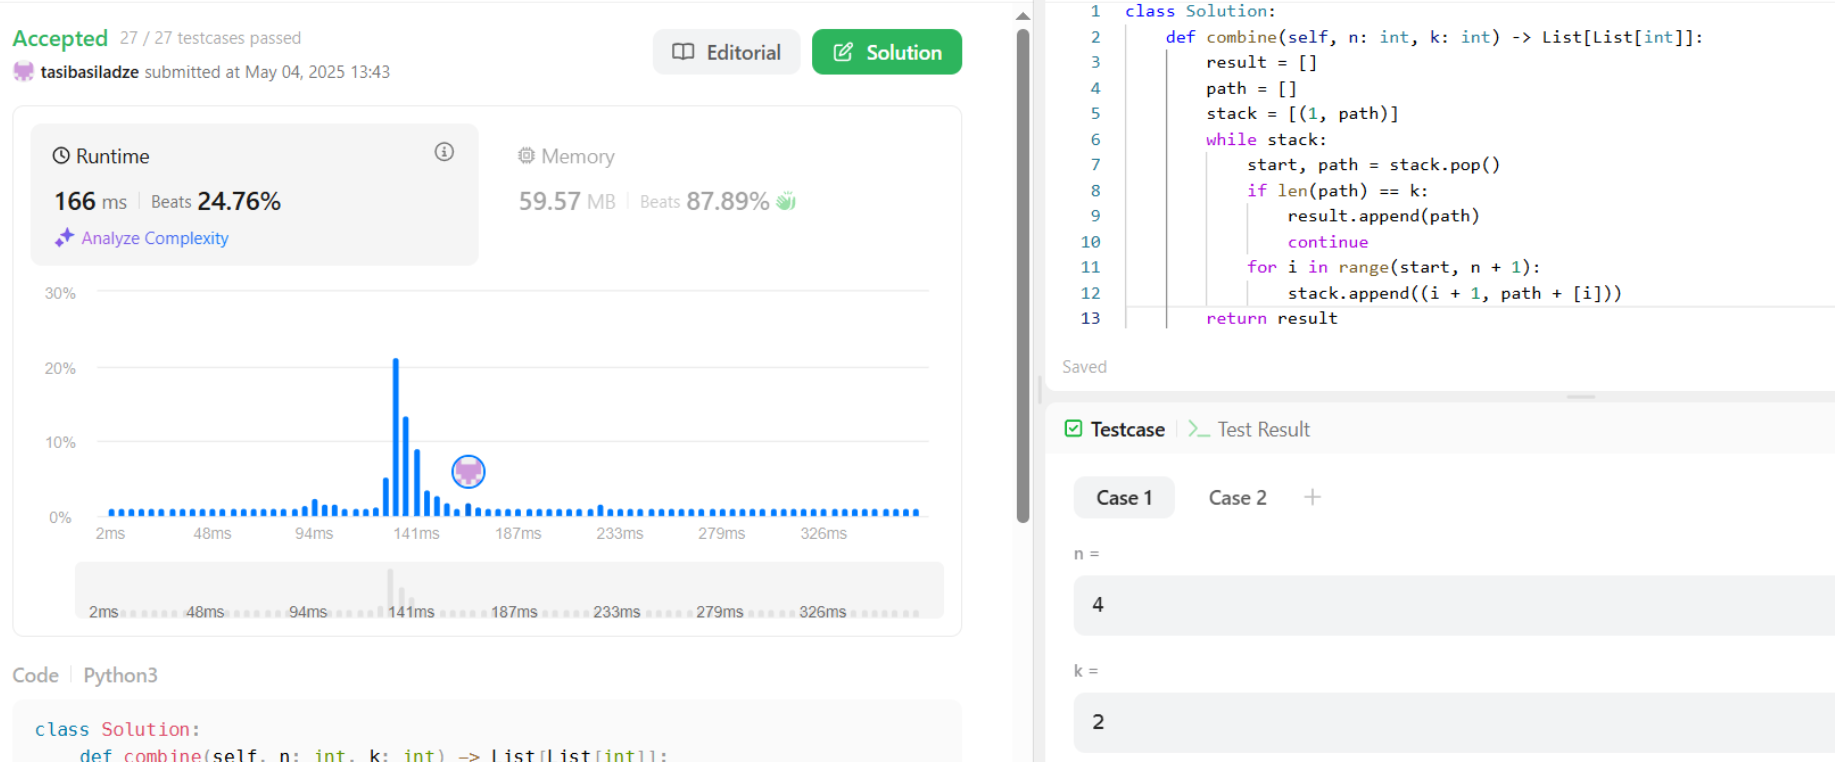 Accepted 27 / 27 testcases passed
tasibasiladze submitted at May 04, 2025 13:43
Editorial
Solution
Runtime
166 ms Beats 24.76%
Analyze Complexity
Memory
59.57 MB Beats 87.89%
30%
20%
10%
0%
2ms 48ms 94ms 141ms 187ms 233ms 279ms 326ms
2ms 48ms 94ms 141ms 187ms 233ms 279ms 326ms
Code Python3
class Solution:
def combine(self, n: int, k: int) -> List[List[int]]:
1 class Solution:
2 def combine(self, n: int, k: int) -> List[List[int]]:
3 result = []
4 path = []
5 stack = [(1, path)]
6 while stack:
7 start, path = stack.pop()
8 if len(path) == k:
9 result.append(path)
10 continue
11 for i in range(start, n + 1):
12 stack.append((i + 1, path + [i]))
13 return result
Saved
Testcase
Test Result
Case 1 Case 2 +
n =
4
k =
2